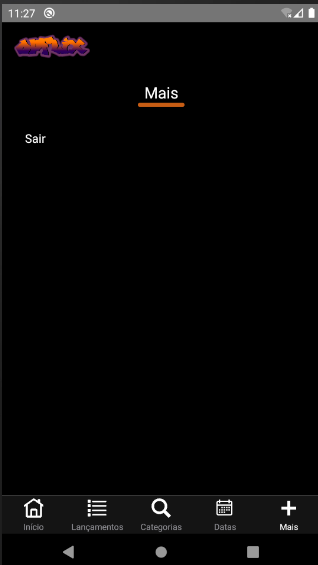 11:27
Mais
Sair
Início
Lançamentos
Categorias
Datas
Mais